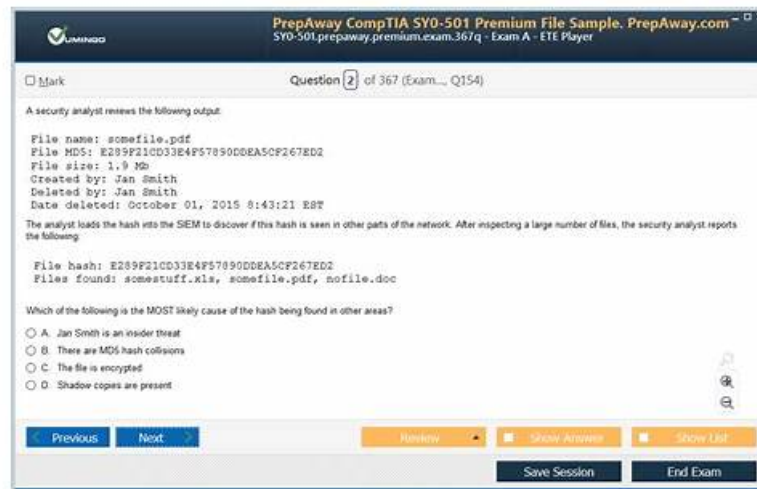 VUMINGO
PrepAway CompTIA SY0-501 Premium File Sample. PrepAway.com
SY0-501.prepaway.premium.exam.367q - Exam A - ETE Player
Mark
Question 2 of 367 (Exam..., Q154)
A security analyst reviews the following output:
File name: somefile.pdf
File MD5: E289F21CD33E4F57890DDEA5CF267ED2
File size: 1.9 Mb
Created by: Jan Smith
Deleted by: Jan Smith
Date deleted: October 01, 2015 8:43:21 EST
The analyst loads the hash into the SIEM to discover if this hash is seen in other parts of the network. After inspecting a large number of files, the security analyst reports
the following:
File hash: E289F21CD33E4F57890DDEA5CF267ED2
Files found: somestuff.xls, somefile.pdf, nofile.doc
Which of the following is the MOST likely cause of the hash being found in other areas?
A. Jan Smith is an insider threat
B. There are MD5 hash collisions
C. The file is encrypted
D. Shadow copies are present
Previous
Next
Review
Show Answer
Show List
Save Session
End Exam